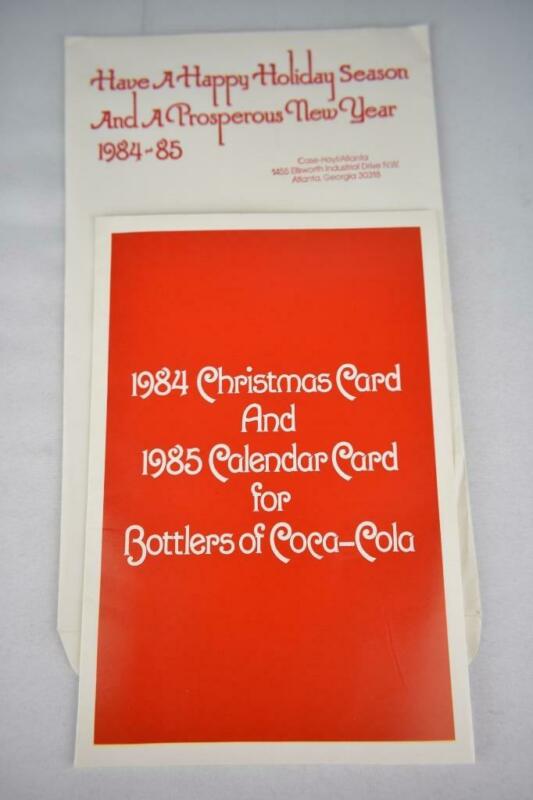 Have A Happy Holiday Season
And A Prosperous New Year
1984-85
Case-Hoyt/Atlanta
1455 Ellsworth Industrial Drive N.W.
Atlanta, Georgia 30318
1984 Christmas Card
And
1985 Calendar Card
for
Bottlers of Coca-Cola